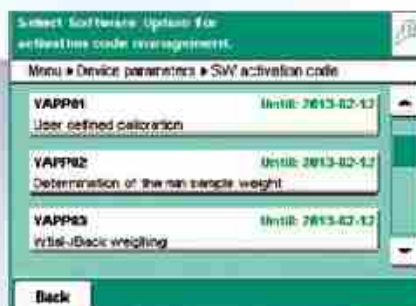 Select Software Option for
activation code management.
Menu ▸ Device parameters ▸ SW activation code
VAPP01 Until: 2013-02-12
User defined calibration
VAPP02 Until: 2013-02-12
Determination of the min sample weight
VAPP03 Until: 2013-02-12
Initial-/Back weighing
Back